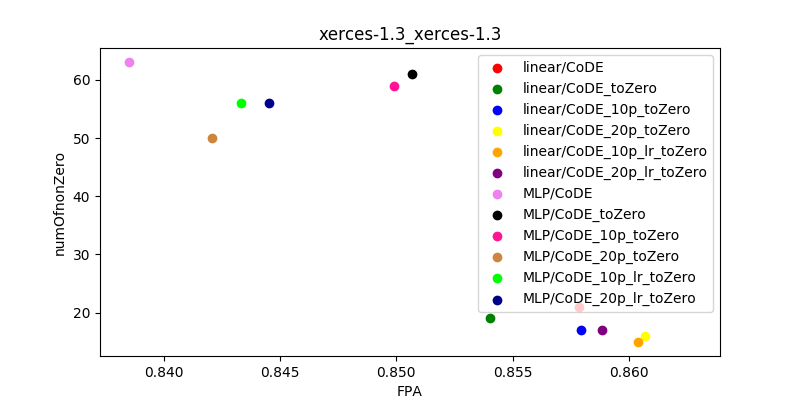 xerces-1.3_xerces-1.3
numOfnonZero
60
50
40
30
20
linear/CoDE
linear/CoDE_toZero
linear/CoDE_10p_toZero
linear/CoDE_20p_toZero
linear/CoDE_10p_lr_toZero
linear/CoDE_20p_lr_toZero
MLP/CoDE
MLP/CoDE_toZero
MLP/CoDE_10p_toZero
MLP/CoDE_20p_toZero
MLP/CoDE_10p_lr_toZero
MLP/CoDE_20p_lr_toZero
0.840 0.845 0.850 0.855 0.860
FPA